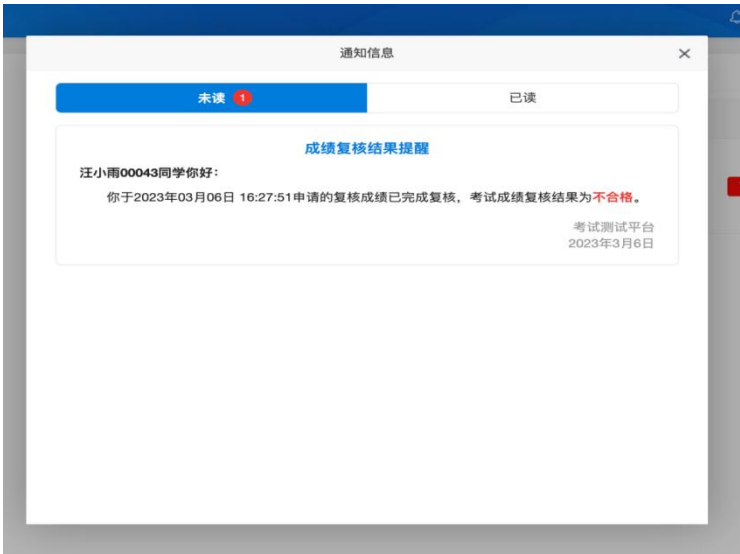 通知信息
未读 1
已读
成绩复核结果提醒
汪小雨00043同学你好：
你于2023年03月06日 16:27:51申请的复核成绩已完成复核，考试成绩复核结果为不合格。
考试测试平台
2023年3月6日